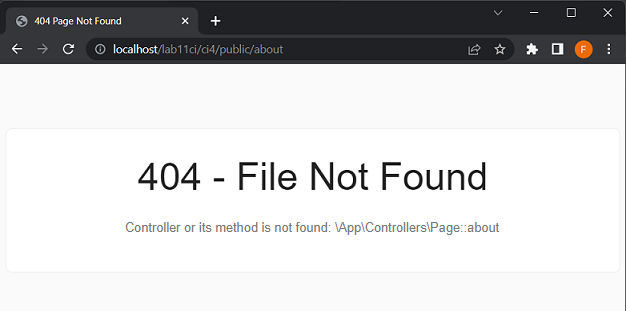 404 Page Not Found
localhost/lab11ci/ci4/public/about
F
404 - File Not Found
Controller or its method is not found: \App\Controllers\Page::about